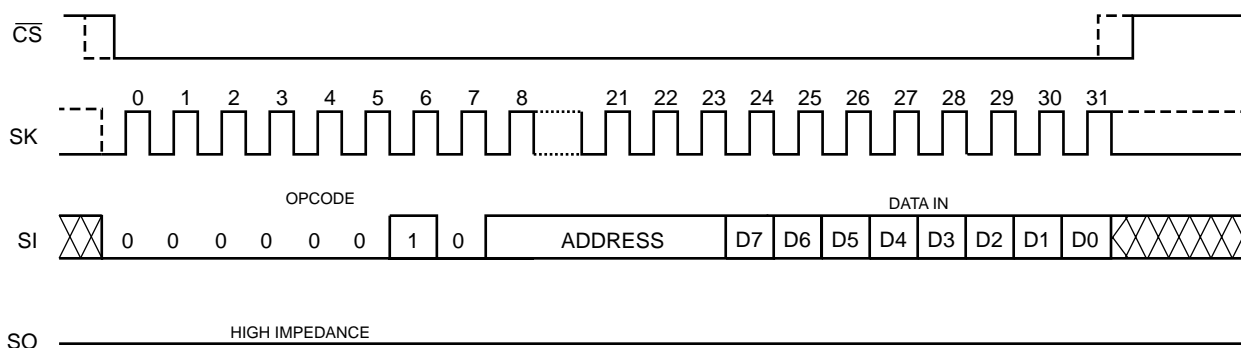 CS
0 1 2 3 4 5 6 7 8 21 22 23 24 25 26 27 28 29 30 31
SK
OPCODE DATA IN
SI 0 0 0 0 0 0 1 0 ADDRESS D7 D6 D5 D4 D3 D2 D1 D0
HIGH IMPEDANCE
SO